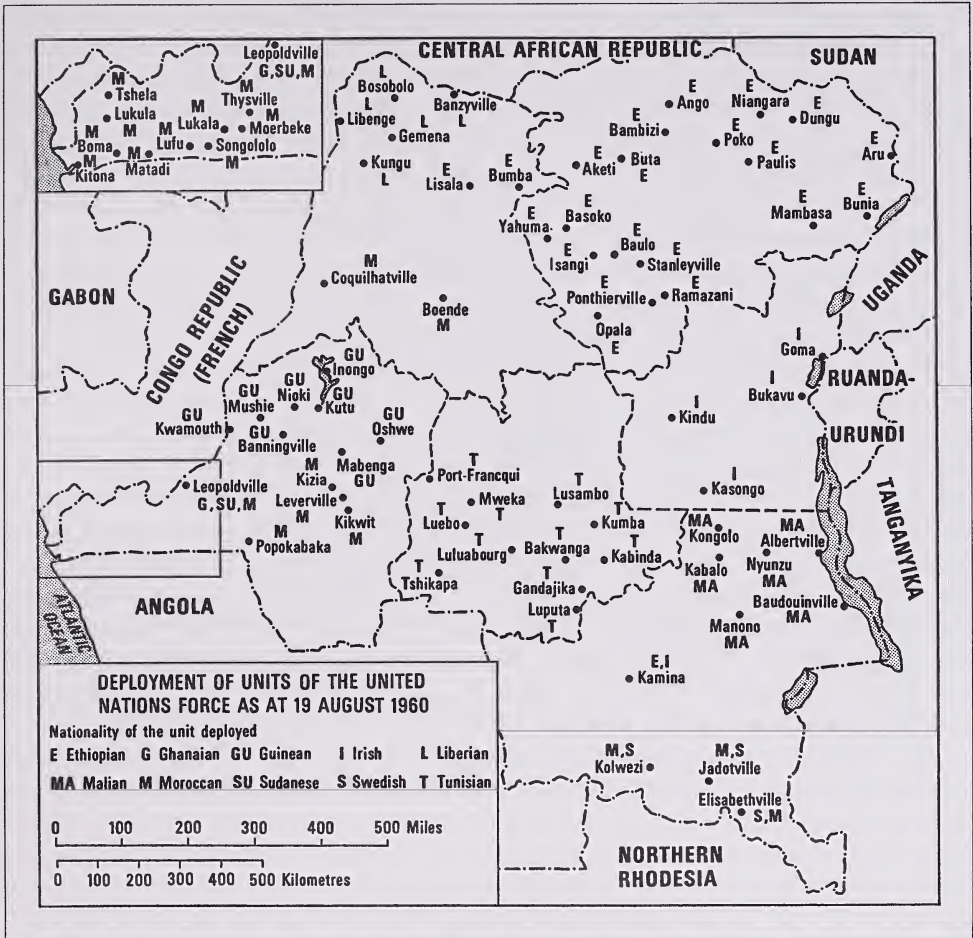 CENTRAL AFRICAN REPUBLIC
SUDAN
Leopoldville
G,SU,M
M
Tshela
M
Thysville
Lukula
M
Lukala
M
Moerbeke
M
Boma
M
M
Lufu
Songololo
M
Kitona
M
Matadi
M
L
Bosobolo
Banzyville
L
L
Libenge
L
Gemena
Kungu
L
E
Lisala
E
Bumba
E
Ango
E
Niangara
E
Dungu
E
Bambizi
E
Poko
E
Paulis
E
Aru
E
Aketi
Buta
E
E
Mambasa
E
Bunia
E
Yahuma
E
Basoko
E
Isangi
E
Baulo
E
Stanleyville
E
Ponthierville
E
Ramazani
Opala
E
GABON
CONGO REPUBLIC
(FRENCH)
M
Coquilhatville
Boende
M
UGANDA
I
Goma
I
Bukavu
RUANDA-
URUNDI
TANGANYIKA
I
Kindu
I
Kasongo
GU
Inongo
GU
Nioki
GU
Kutu
GU
Mushie
GU
Kwamouth
GU
Banningville
GU
Oshwe
Mabenga
GU
M
Kizia
Leverville
M
Kikwit
M
Leopoldville
G,SU,M
M
Popokabaka
T
Port-Francqui
Mweka
T
T
Lusambo
T
Luebo
T
Kumba
T
Luluabourg
T
Bakwanga
T
Kabinda
T
Tshikapa
T
Gandajika
Luputa
T
MA
Kongolo
MA
Albertville
Kabalo
MA
Nyunzu
MA
Baudouinville
MA
Manono
MA
E,I
Kamina
M,S
Kolwezi
M,S
Jadotville
Elisabethville
S,M
NORTHERN
RHODESIA
ANGOLA
ATLANTIC
OCEAN
DEPLOYMENT OF UNITS OF THE UNITED
NATIONS FORCE AS AT 19 AUGUST 1960
Nationality of the unit deployed
E Ethiopian G Ghanaian GU Guinean I Irish L Liberian
MA Malian M Moroccan SU Sudanese S Swedish T Tunisian
0 100 200 300 400 500 Miles
0 100 200 300 400 500 Kilometres